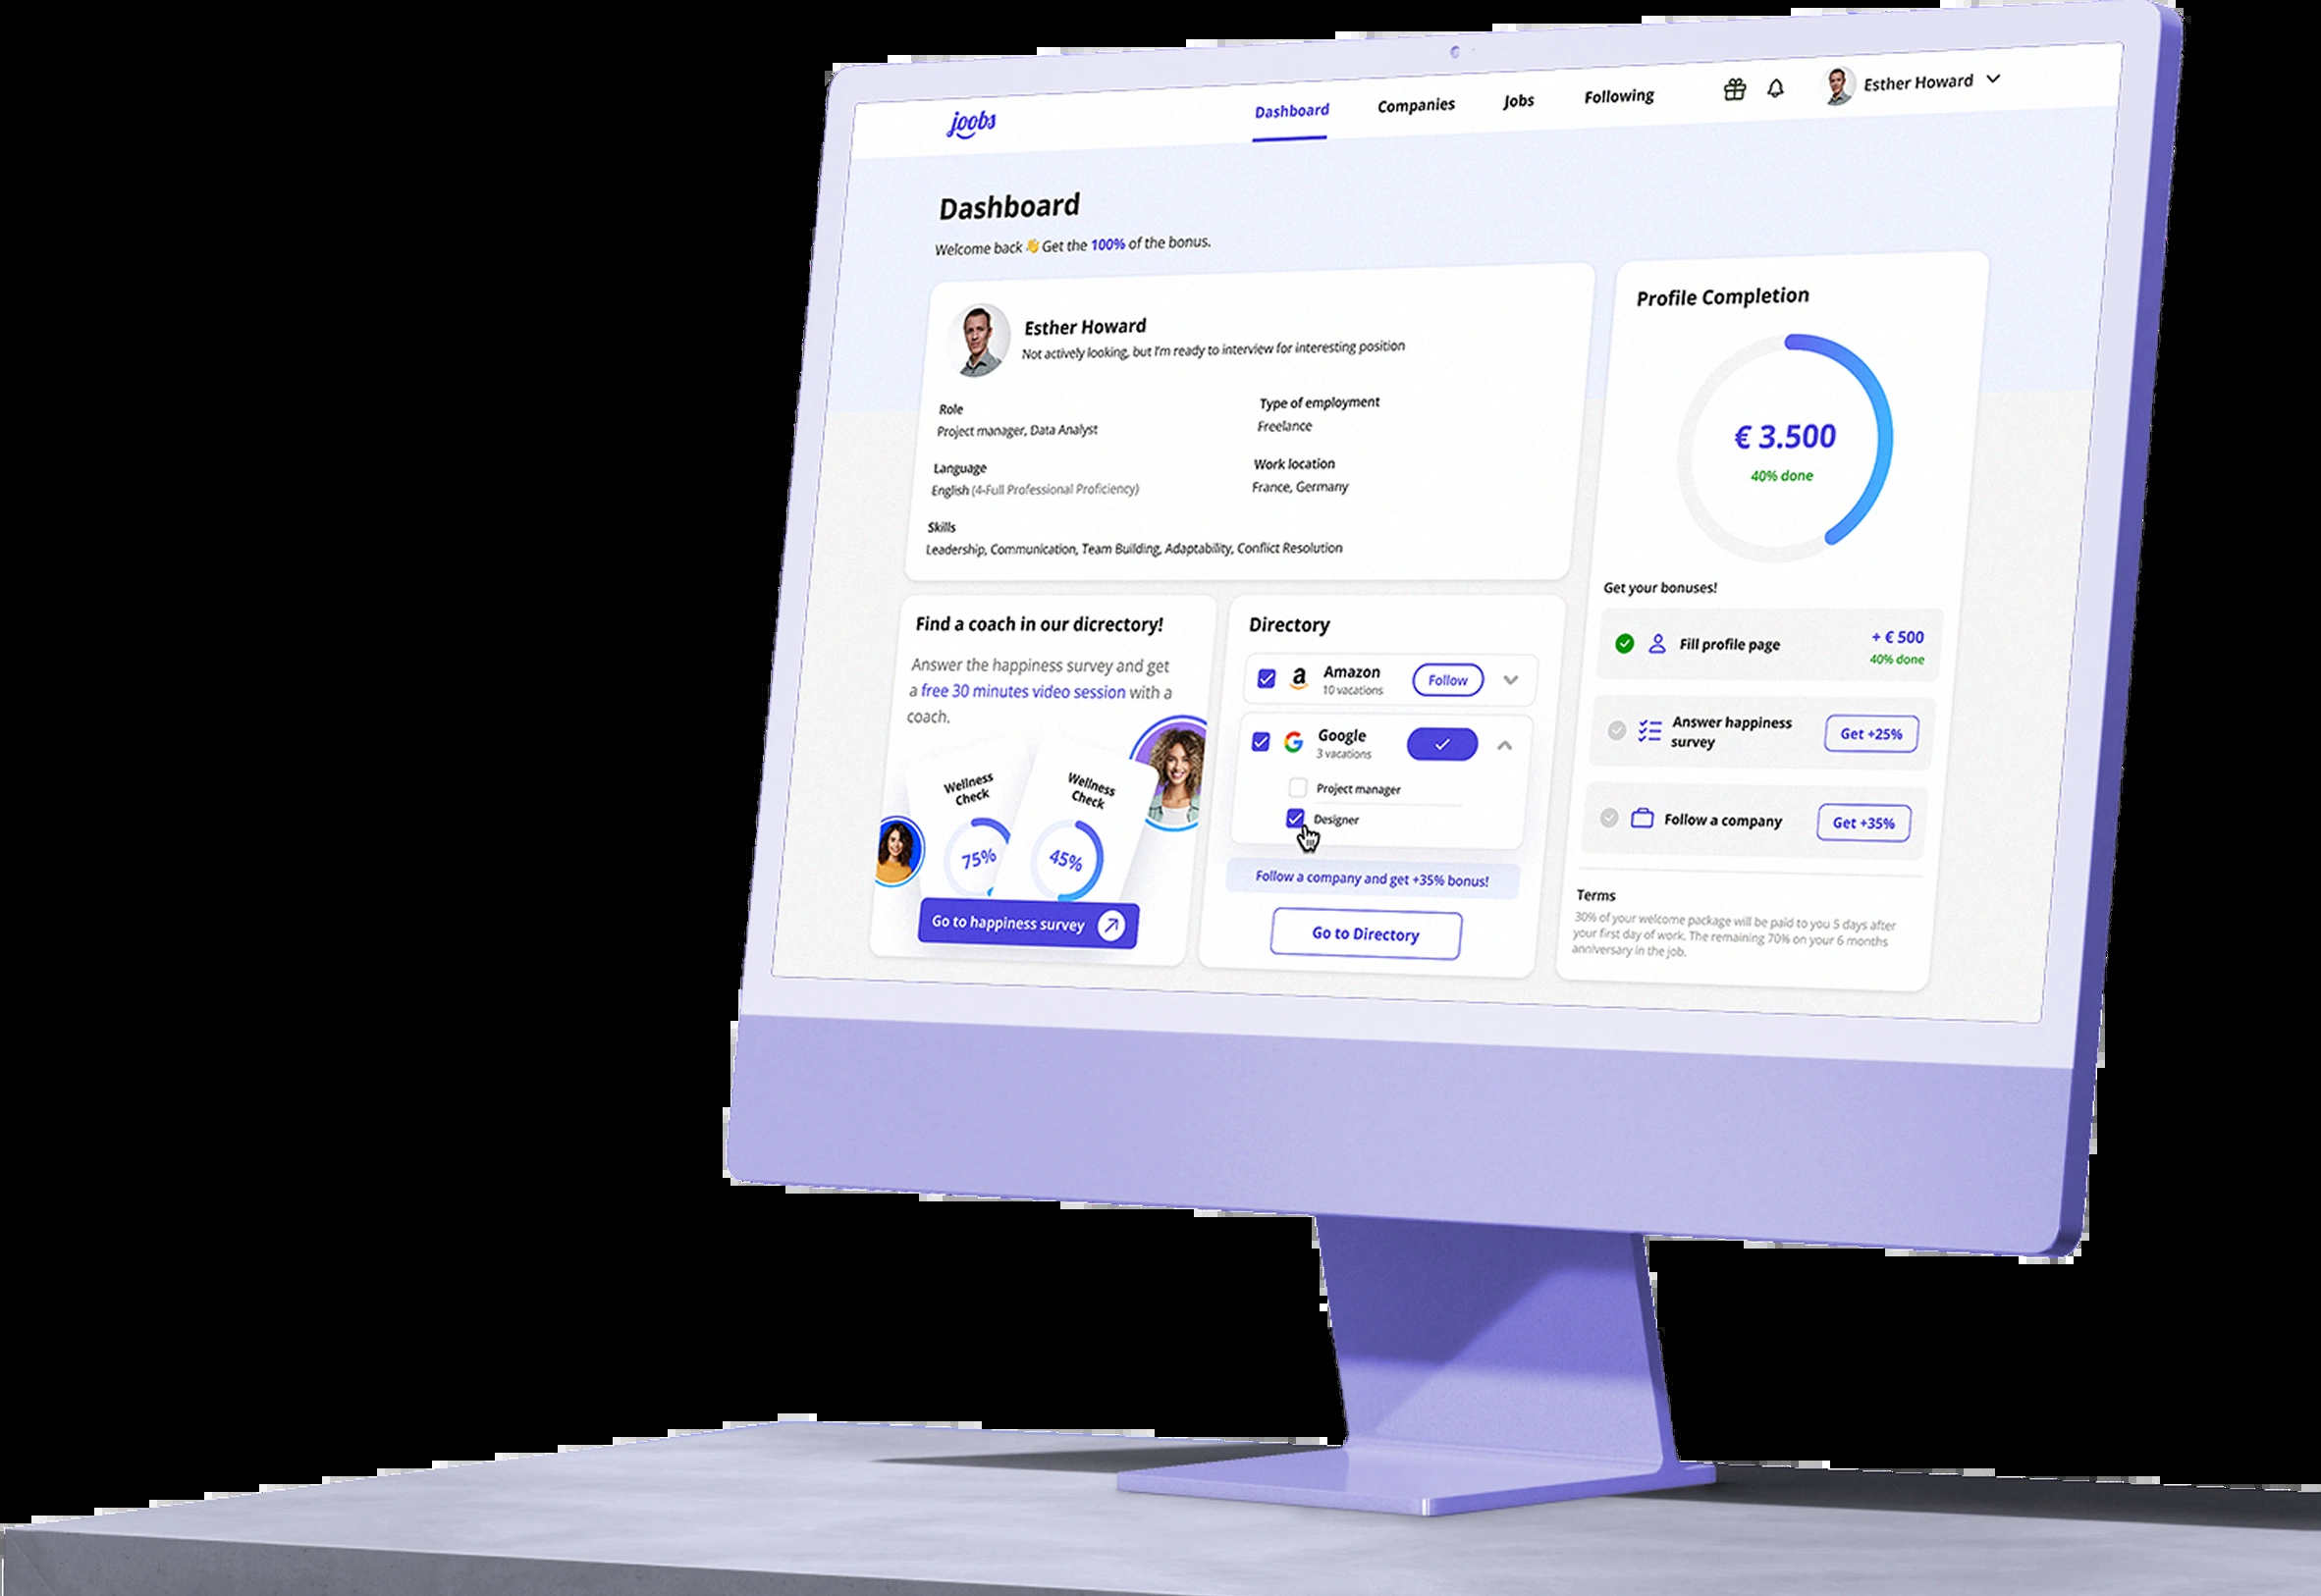 joobs
Dashboard
Companies
Jobs
Following
Esther Howard
Dashboard
Welcome back 👋 Get the 100% of the bonus.
Esther Howard
Not actively looking, but I'm ready to interview for interesting position
Role
Project manager, Data Analyst
Type of employment
Freelance
Language
English (4-Full Professional Proficiency)
Work location
France, Germany
Skills
Leadership, Communication, Team Building, Adaptability, Conflict Resolution
Profile Completion
€ 3.500
40% done
Get your bonuses!
Fill profile page
+ € 500
40% done
Answer happiness
survey
Get +25%
Follow a company
Get +35%
Terms
30% of your welcome package will be paid to you 5 days after
your first day of work. The remaining 70% on your 6 months
anniversary in the job.
Find a coach in our dicrectory!
Answer the happiness survey and get
a free 30 minutes video session with a
coach.
Wellness
Check
75%
Wellness
Check
45%
Go to happiness survey
Directory
Amazon
10 vacations
Follow
Google
3 vacations
Project manager
Designer
Follow a company and get +35% bonus!
Go to Directory